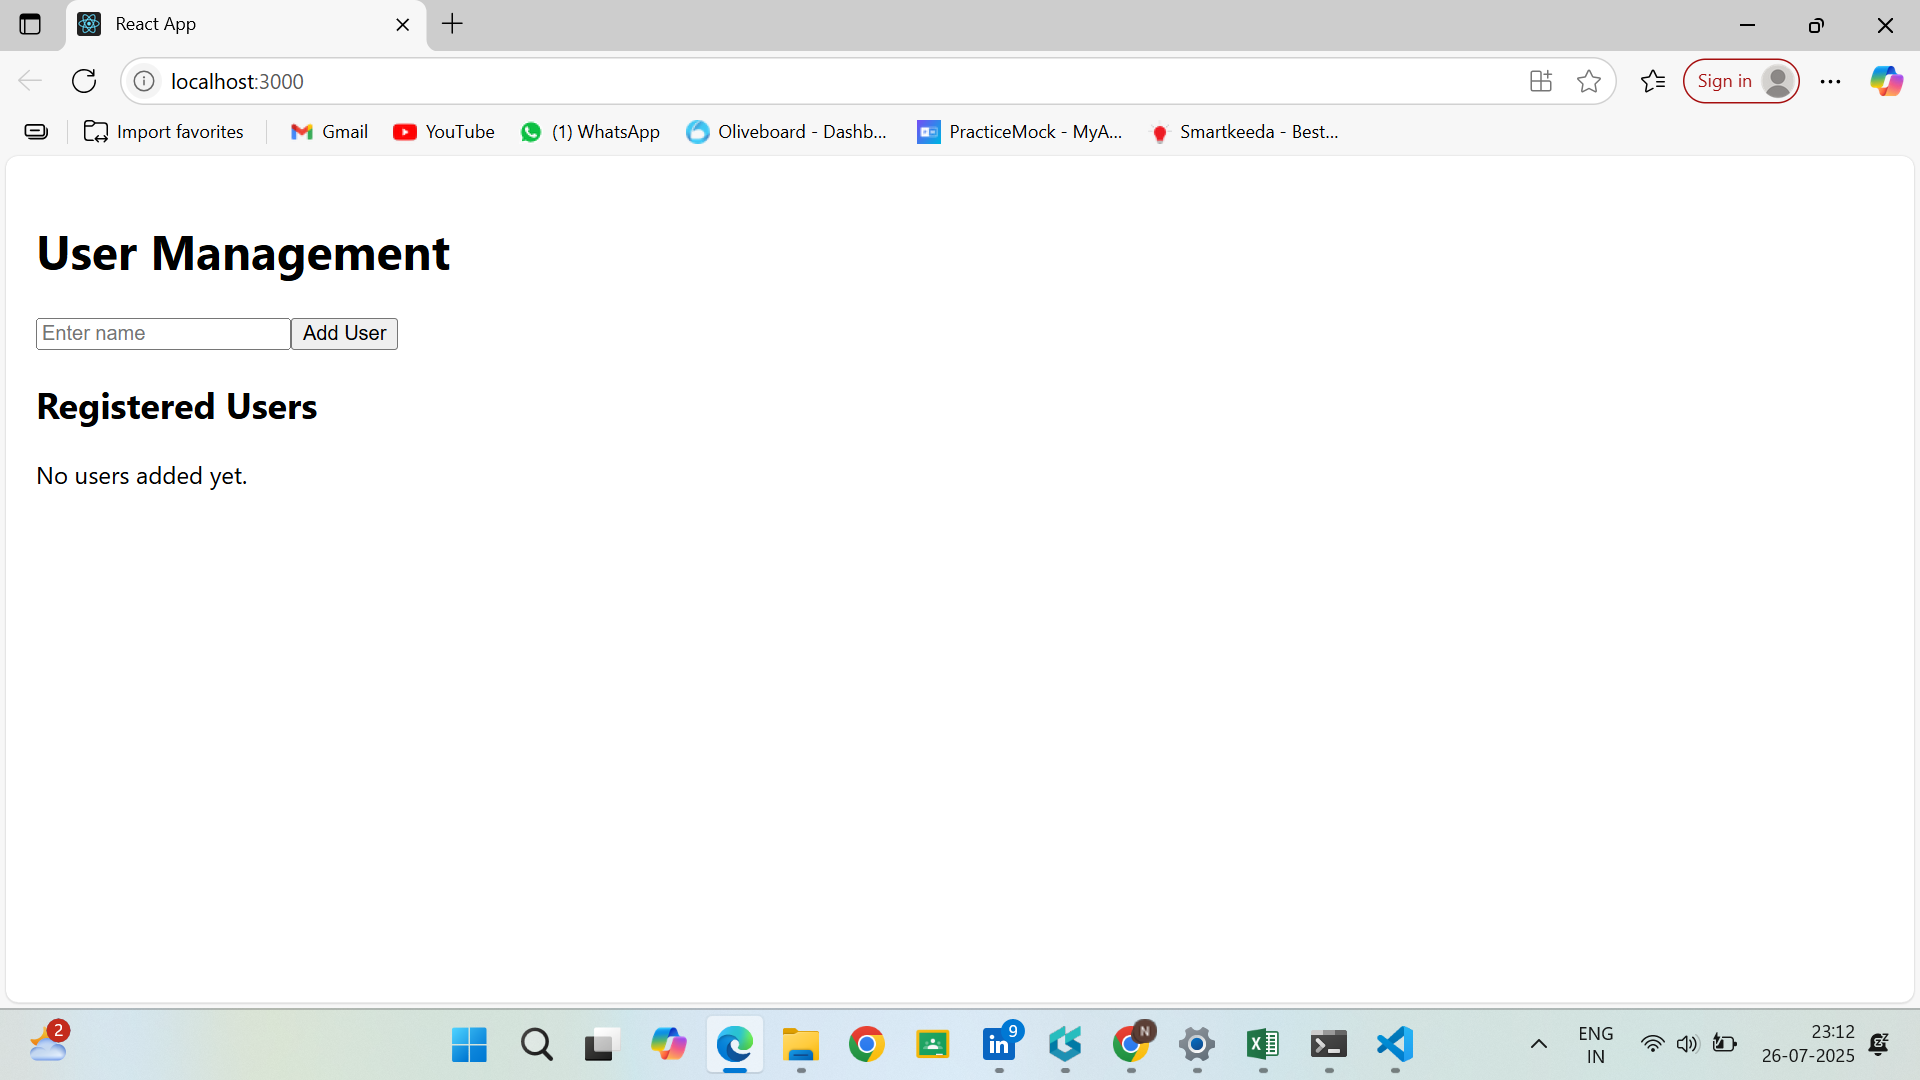 React App
localhost:3000
Sign in
Import favorites
Gmail
YouTube
(1) WhatsApp
Oliveboard - Dashb...
PracticeMock - MyA...
Smartkeeda - Best...
User Management
Enter name
Add User
Registered Users
No users added yet.
2
9
N
ENG
IN
23:12
26-07-2025